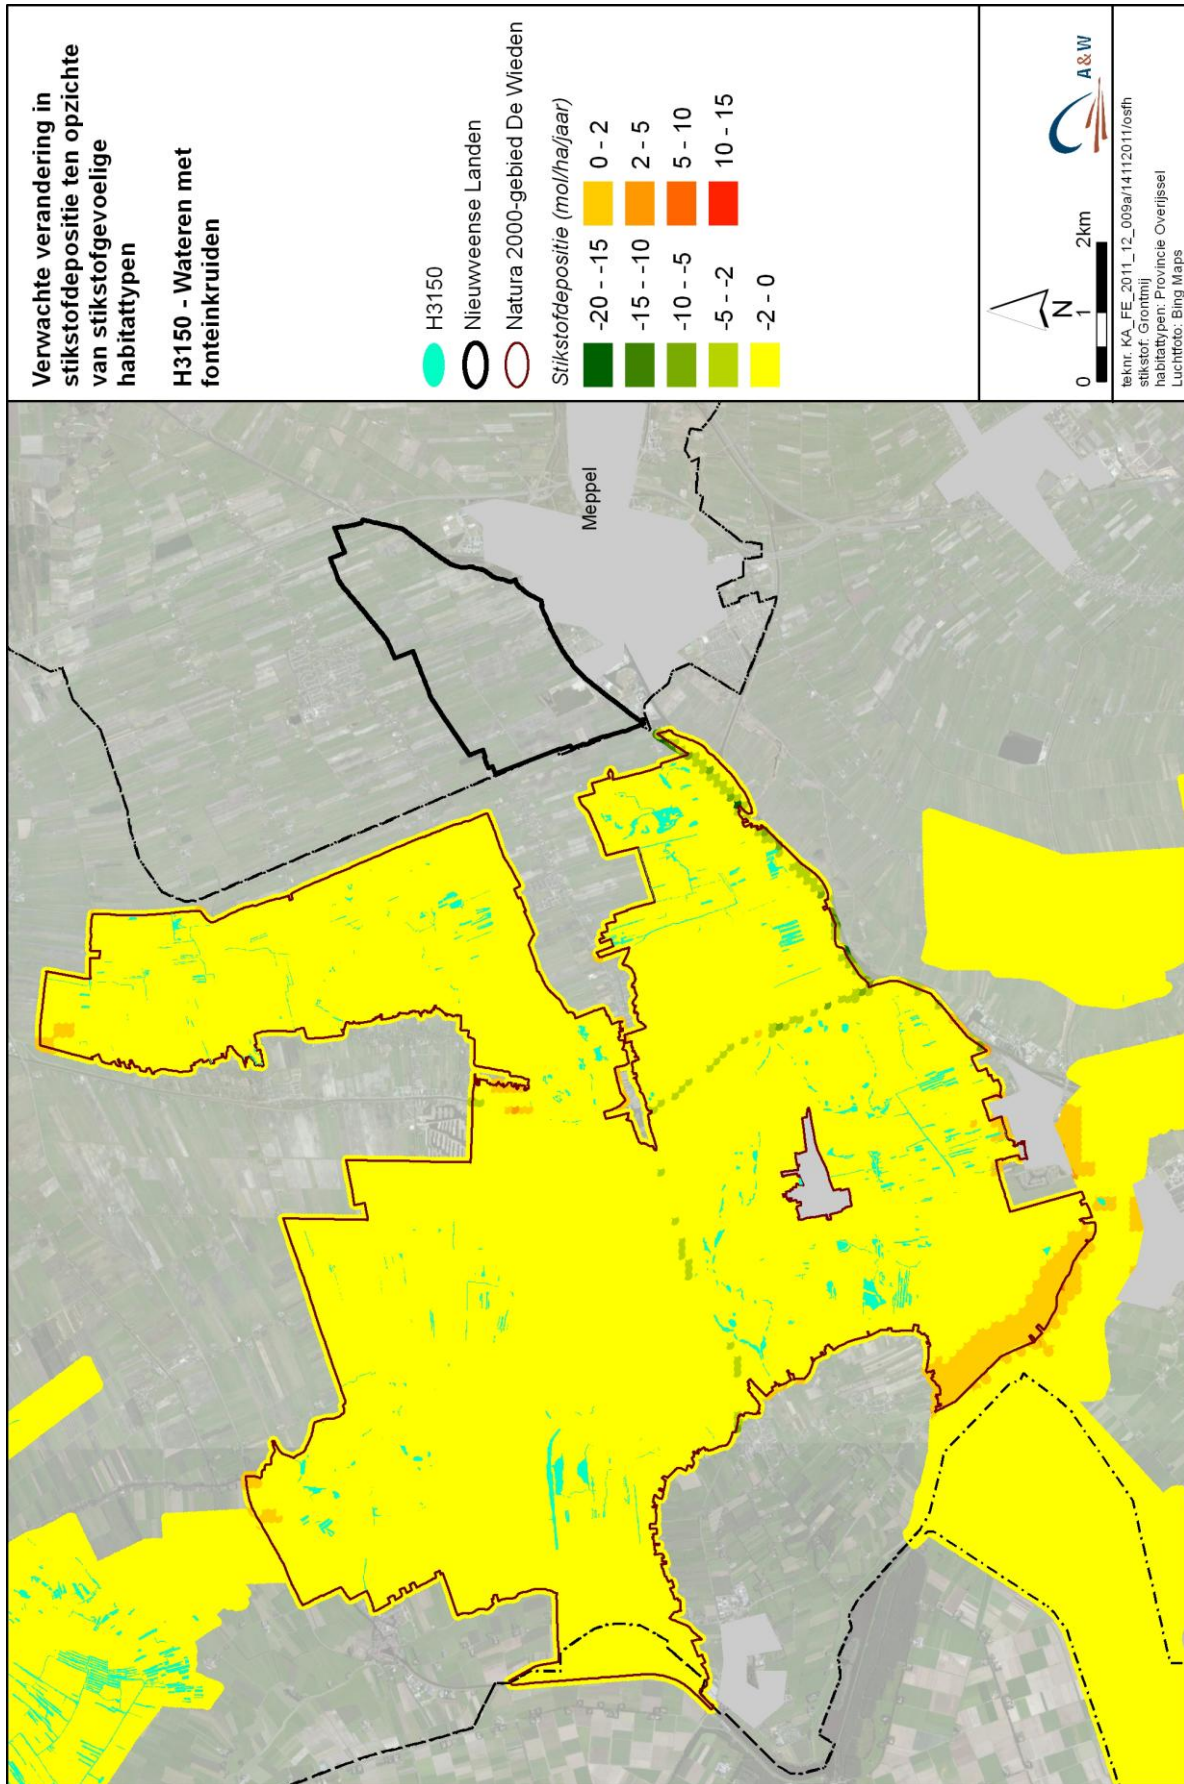 Verwachte verandering in
stikstofdepositie ten opzichte
van stikstofgevoelige
habitattypen
H3150 - Wateren met
fonteinkruiden
H3150
Nieuwveense Landen
Natura 2000-gebied De Wieden
Stikstofdepositie (mol/ha/jaar)
-20 - -15
-15 - -10
-10 - -5
-5 - -2
-2 - 0
0 - 2
2 - 5
5 - 10
10 - 15
N
0 1 2km
A&W
teknr. KA_FE_2011_12_009a/14112011/osfh
stikstof: Grontmij
habitattypen: Provincie Overijssel
Luchtfoto: Bing Maps
Meppel